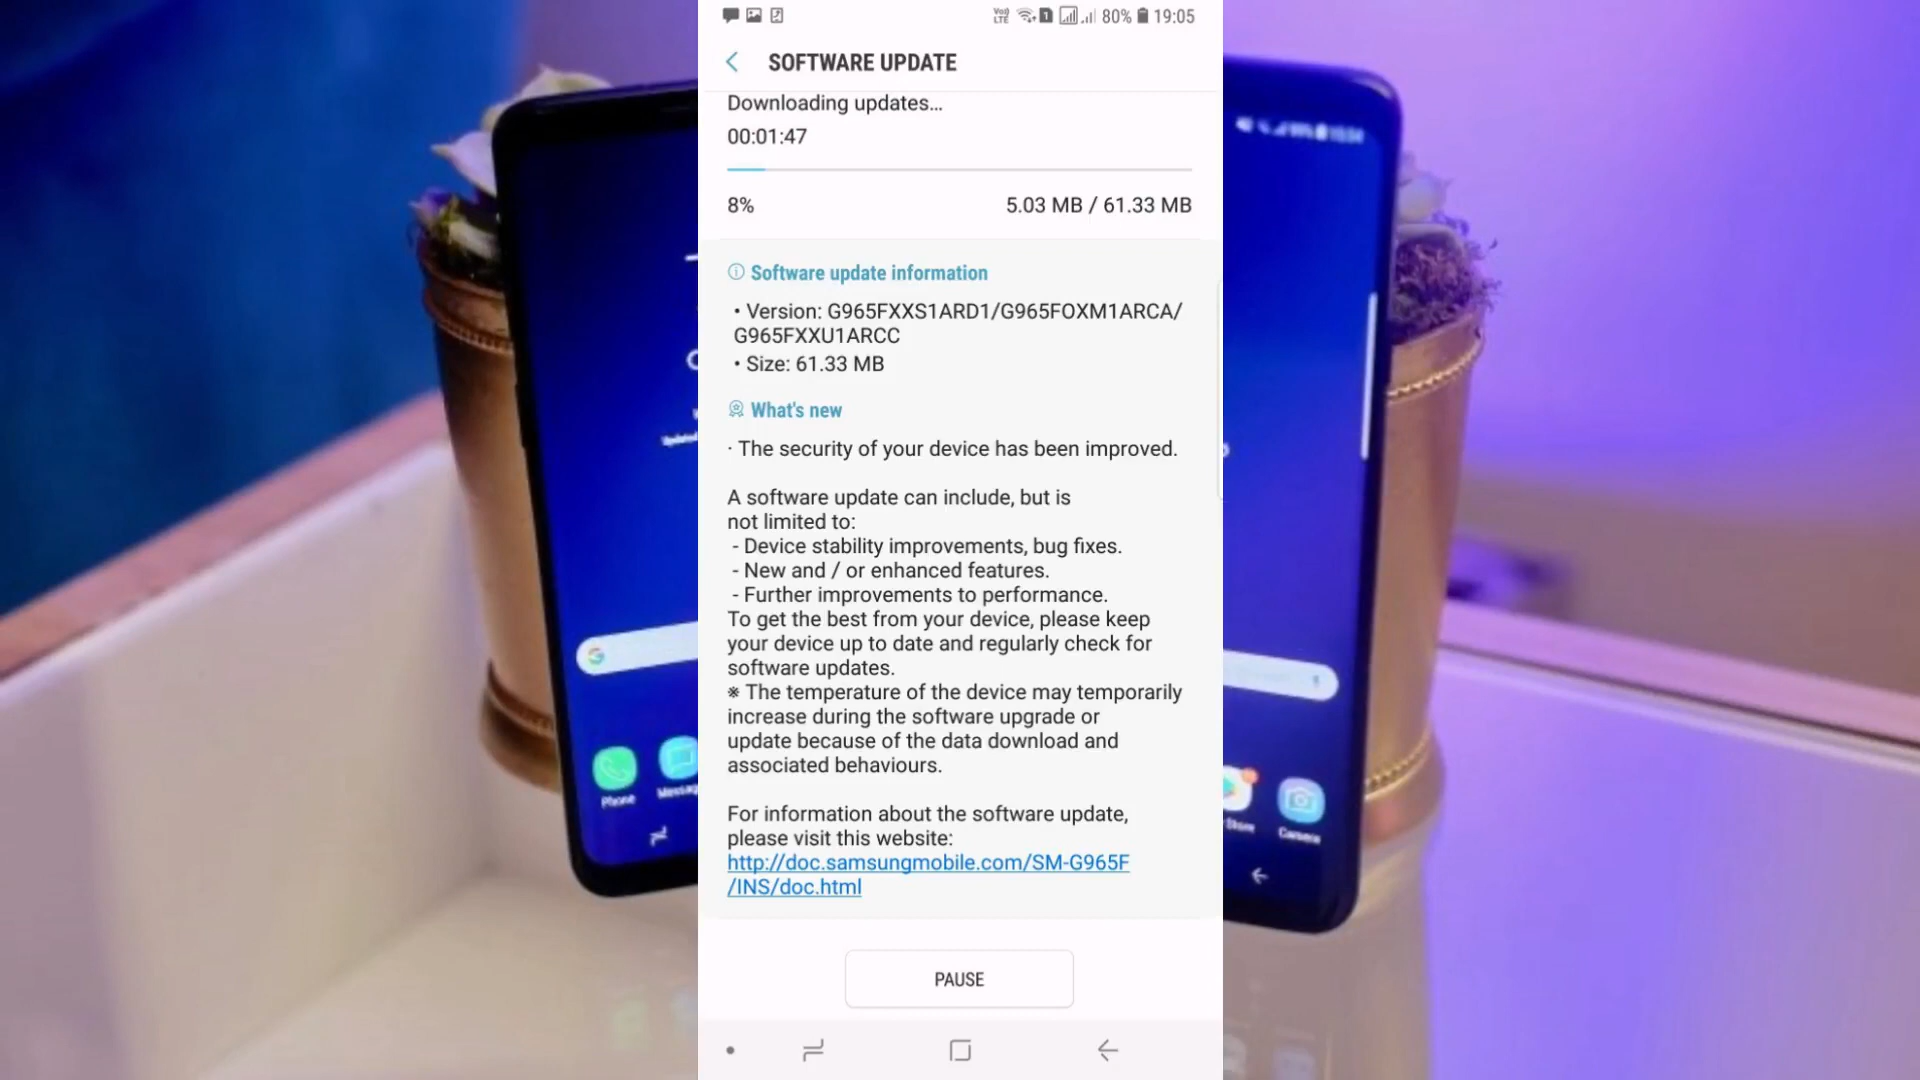 VoLTE 1 80% 19:05
SOFTWARE UPDATE
Downloading updates...
00:01:47
8% 5.03 MB / 61.33 MB
Software update information
• Version: G965FXXS1ARD1/G965FOXM1ARCA/
G965FXXU1ARCC
• Size: 61.33 MB
What's new
· The security of your device has been improved.
A software update can include, but is
not limited to:
- Device stability improvements, bug fixes.
- New and / or enhanced features.
- Further improvements to performance.
To get the best from your device, please keep
your device up to date and regularly check for
software updates.
※ The temperature of the device may temporarily
increase during the software upgrade or
update because of the data download and
associated behaviours.
For information about the software update,
please visit this website:
http://doc.samsungmobile.com/SM-G965F
/INS/doc.html
PAUSE
Phone
Messag
Store
Camera